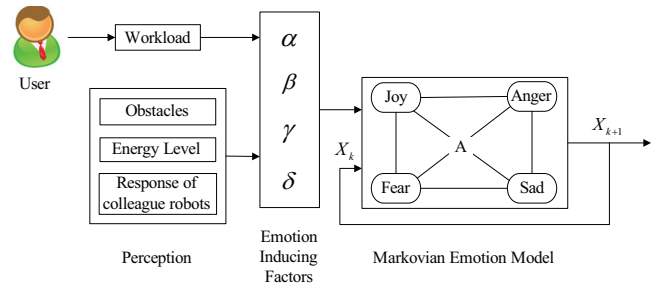 User
Workload
Obstacles
Energy Level
Response of
colleague robots
Perception
α
β
γ
δ
Emotion
Inducing
Factors
Joy
Anger
A
Fear
Sad
X_k
X_{k+1}
Markovian Emotion Model